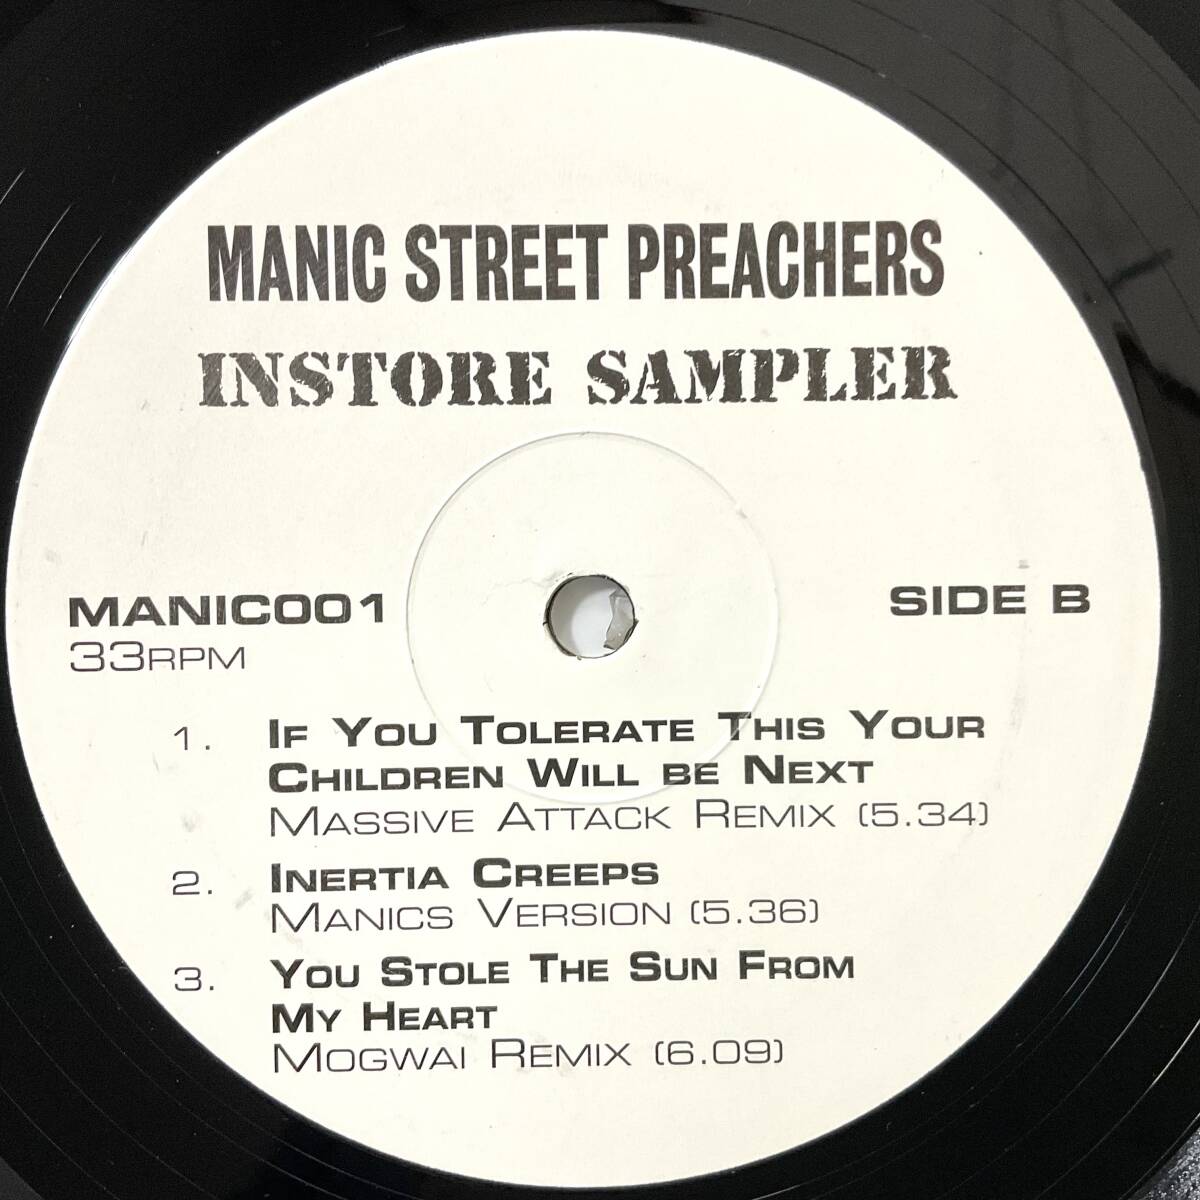 MANIC STREET PREACHERS
INSTORE SAMPLER
MANIC001
33RPM
SIDE B
1. IF YOU TOLERATE THIS YOUR
CHILDREN WILL BE NEXT
MASSIVE ATTACK REMIX (5.34)
2. INERTIA CREEPS
MANICS VERSION (5.36)
3. YOU STOLE THE SUN FROM
MY HEART
MOGWAI REMIX (6.09)